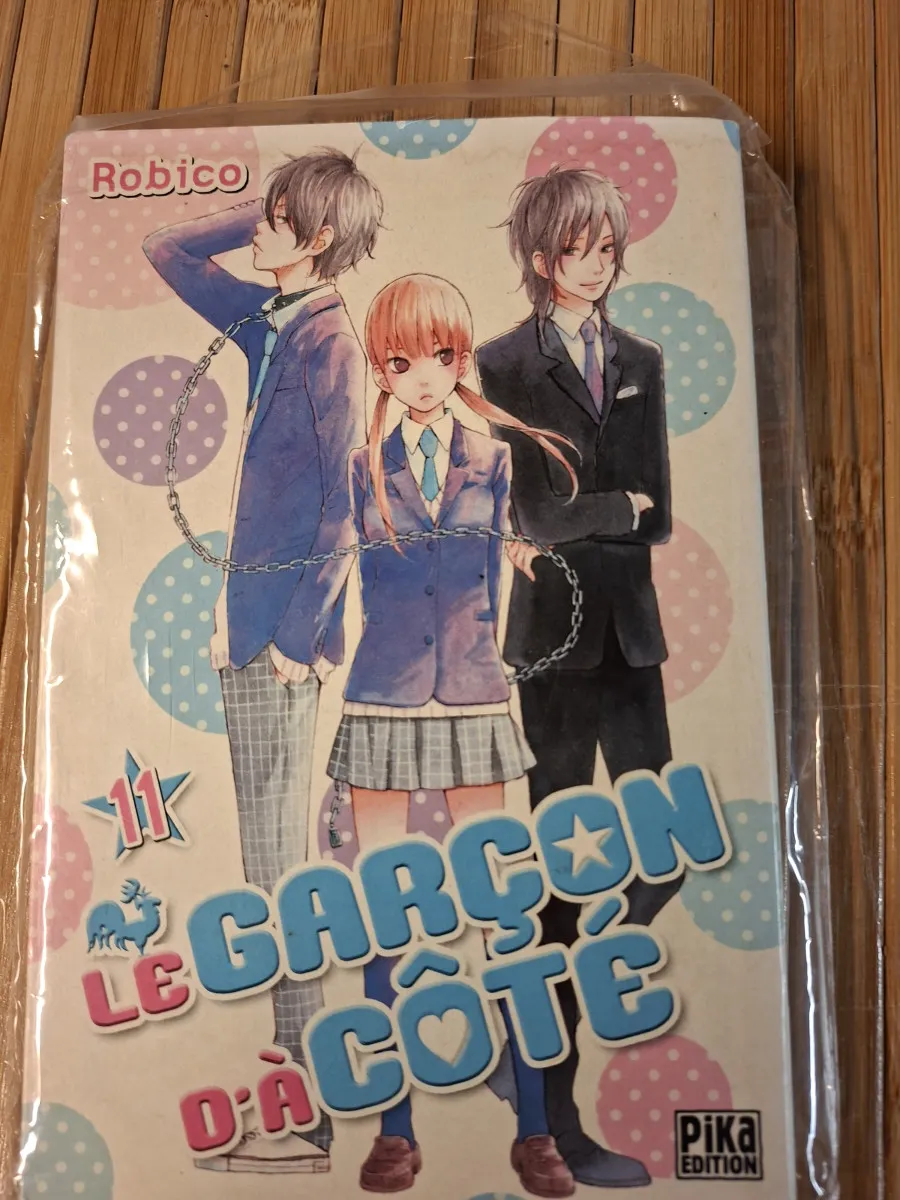 Robico
11
LE GARÇON
D'À CÔTÉ
PiKa
EDITION